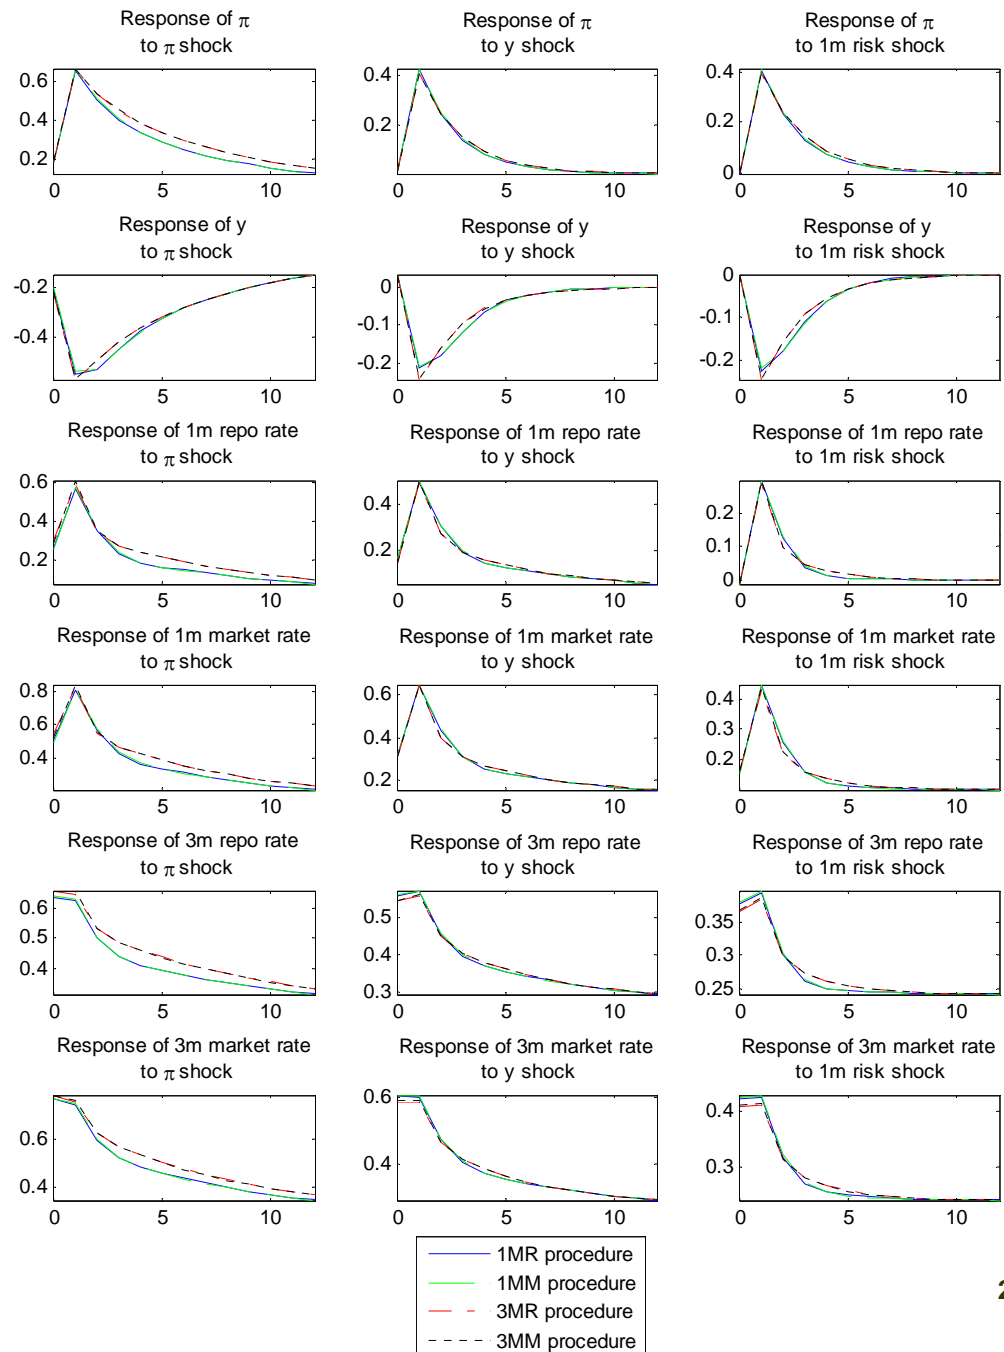 Response of π
to π shock
Response of π
to y shock
Response of π
to 1m risk shock
0.6
0.4
0.2
0 5 10
0.4
0.2
0 5 10
0.4
0.2
0
0 5 10
Response of y
to π shock
Response of y
to y shock
Response of y
to 1m risk shock
-0.2
-0.4
0 5 10
0
-0.1
-0.2
0 5 10
0
-0.1
-0.2
0 5 10
Response of 1m repo rate
to π shock
Response of 1m repo rate
to y shock
Response of 1m repo rate
to 1m risk shock
0.6
0.4
0.2
0 5 10
0.4
0.2
0 5 10
0.2
0.1
0
0 5 10
Response of 1m market rate
to π shock
Response of 1m market rate
to y shock
Response of 1m market rate
to 1m risk shock
0.8
0.6
0.4
0 5 10
0.6
0.4
0.2
0 5 10
0.4
0.3
0.2
0 5 10
Response of 3m repo rate
to π shock
Response of 3m repo rate
to y shock
Response of 3m repo rate
to 1m risk shock
0.6
0.5
0.4
0 5 10
0.5
0.4
0.3
0 5 10
0.35
0.3
0.25
0 5 10
Response of 3m market rate
to π shock
Response of 3m market rate
to y shock
Response of 3m market rate
to 1m risk shock
0.6
0.4
0 5 10
0.6
0.4
0 5 10
0.4
0.3
0 5 10
1MR procedure
1MM procedure
3MR procedure
3MM procedure